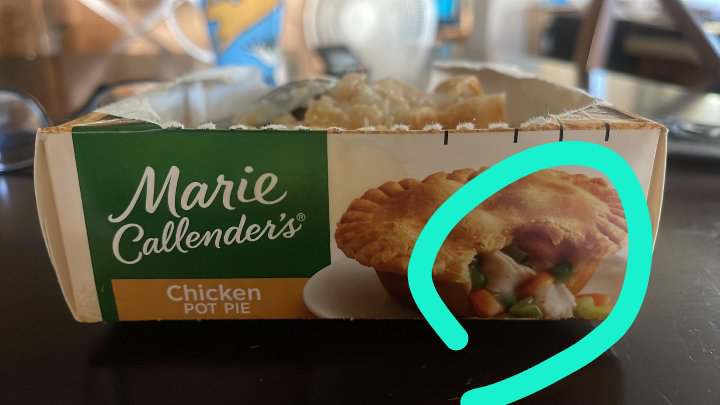 Marie
Callender's®
Chicken
POT PIE